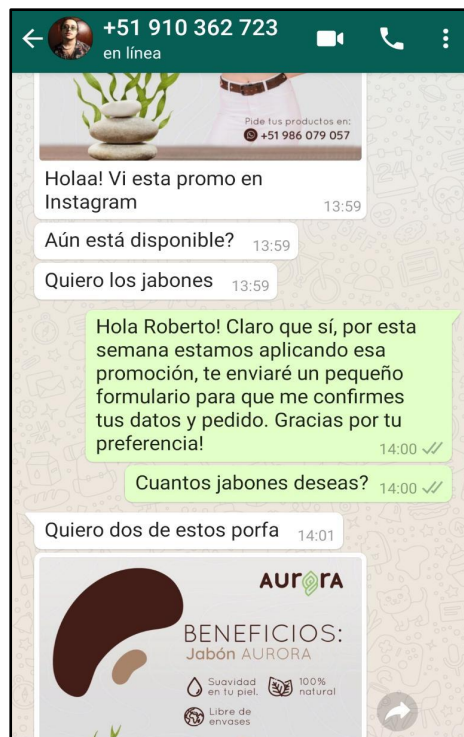 +51 910 362 723
en línea
Pide tus productos en:
+51 986 079 057
Holaa! Vi esta promo en
Instagram
13:59
Aún está disponible? 13:59
Quiero los jabones 13:59
Hola Roberto! Claro que sí, por esta
semana estamos aplicando esa
promoción, te enviaré un pequeño
formulario para que me confirmes
tus datos y pedido. Gracias por tu
preferencia!
14:00
Cuantos jabones deseas? 14:00
Quiero dos de estos porfa 14:01
AURORA
BENEFICIOS:
Jabón AURORA
Suavidad
en tu piel.
100%
natural
Libre de
envases